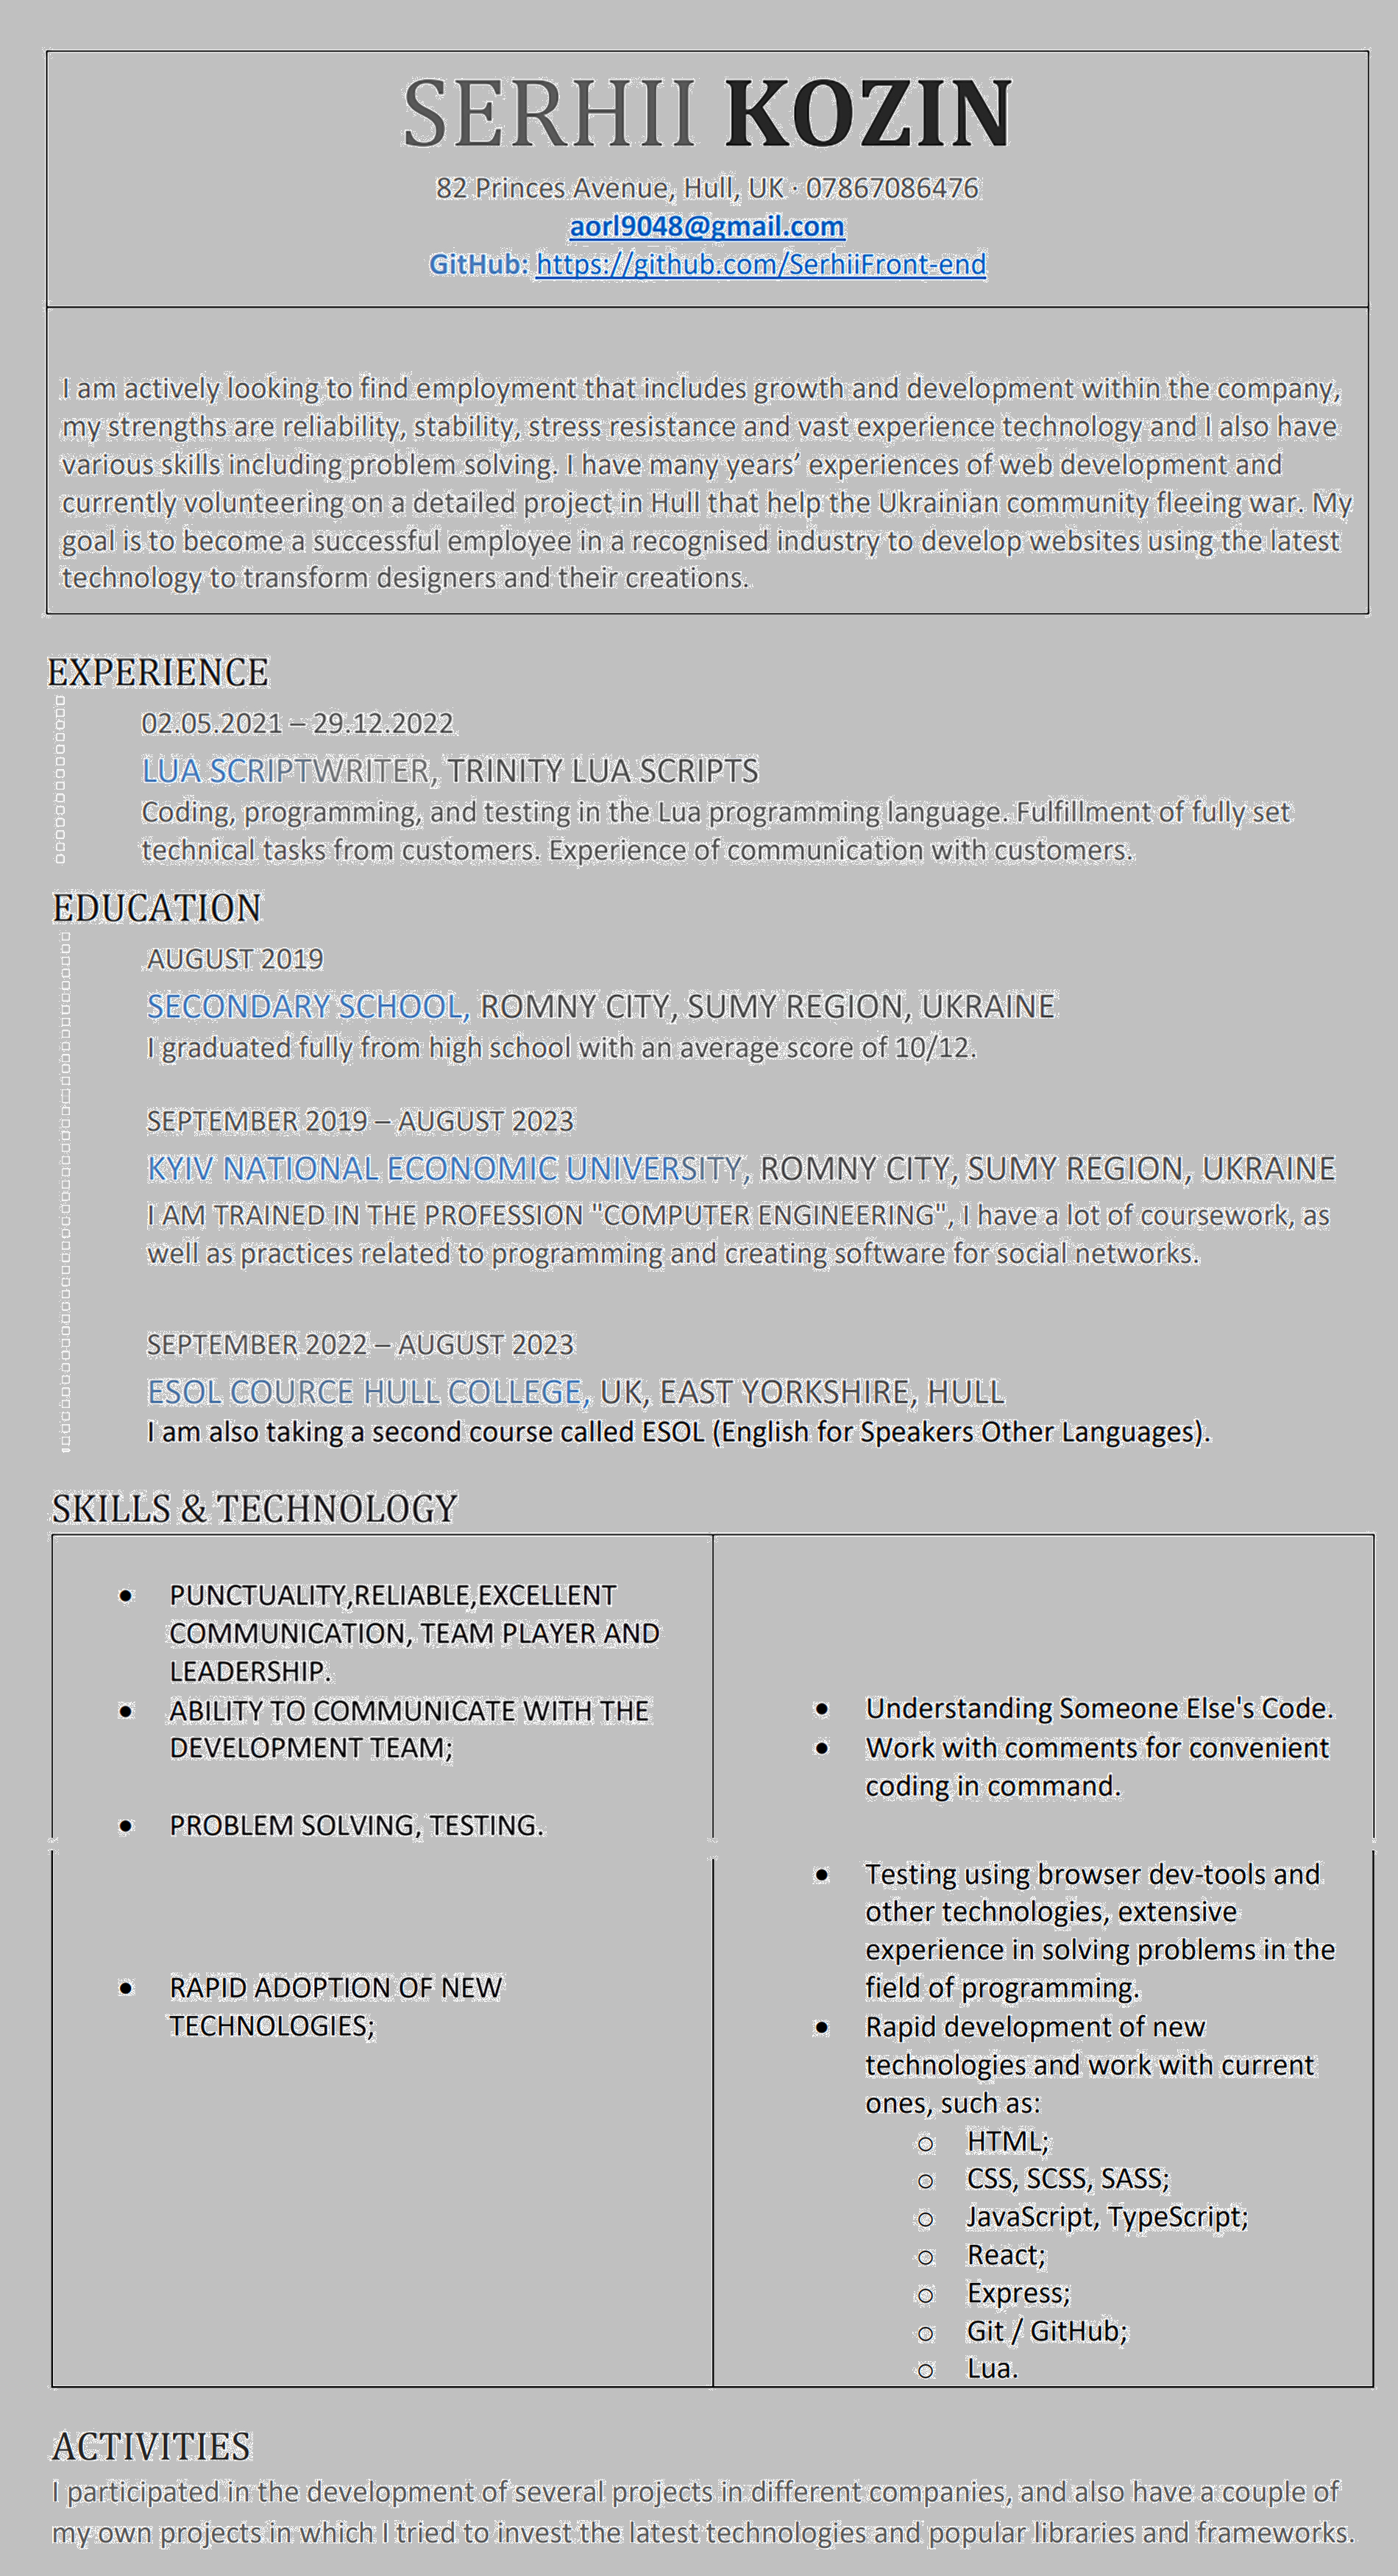 SERHII KOZIN
82 Princes Avenue, Hull, UK · 07867086476
aorl9048@gmail.com
GitHub: https://github.com/SerhiiFront-end
I am actively looking to find employment that includes growth and development within the company,
my strengths are reliability, stability, stress resistance and vast experience technology and I also have
various skills including problem solving. I have many years’ experiences of web development and
currently volunteering on a detailed project in Hull that help the Ukrainian community fleeing war. My
goal is to become a successful employee in a recognised industry to develop websites using the latest
technology to transform designers and their creations.
EXPERIENCE
02.05.2021 – 29.12.2022
LUA SCRIPTWRITER, TRINITY LUA SCRIPTS
Coding, programming, and testing in the Lua programming language. Fulfillment of fully set
technical tasks from customers. Experience of communication with customers.
EDUCATION
AUGUST 2019
SECONDARY SCHOOL, ROMNY CITY, SUMY REGION, UKRAINE
I graduated fully from high school with an average score of 10/12.
SEPTEMBER 2019 – AUGUST 2023
KYIV NATIONAL ECONOMIC UNIVERSITY, ROMNY CITY, SUMY REGION, UKRAINE
I AM TRAINED IN THE PROFESSION "COMPUTER ENGINEERING", I have a lot of coursework, as
well as practices related to programming and creating software for social networks.
SEPTEMBER 2022 – AUGUST 2023
ESOL COURCE HULL COLLEGE, UK, EAST YORKSHIRE, HULL
I am also taking a second course called ESOL (English for Speakers Other Languages).
SKILLS & TECHNOLOGY
• PUNCTUALITY,RELIABLE,EXCELLENT
COMMUNICATION, TEAM PLAYER AND
LEADERSHIP.
• ABILITY TO COMMUNICATE WITH THE
DEVELOPMENT TEAM;
• PROBLEM SOLVING, TESTING.
• RAPID ADOPTION OF NEW
TECHNOLOGIES;
• Understanding Someone Else's Code.
• Work with comments for convenient
coding in command.
• Testing using browser dev-tools and
other technologies, extensive
experience in solving problems in the
field of programming.
• Rapid development of new
technologies and work with current
ones, such as:
o HTML;
o CSS, SCSS, SASS;
o JavaScript, TypeScript;
o React;
o Express;
o Git / GitHub;
o Lua.
ACTIVITIES
I participated in the development of several projects in different companies, and also have a couple of
my own projects in which I tried to invest the latest technologies and popular libraries and frameworks.